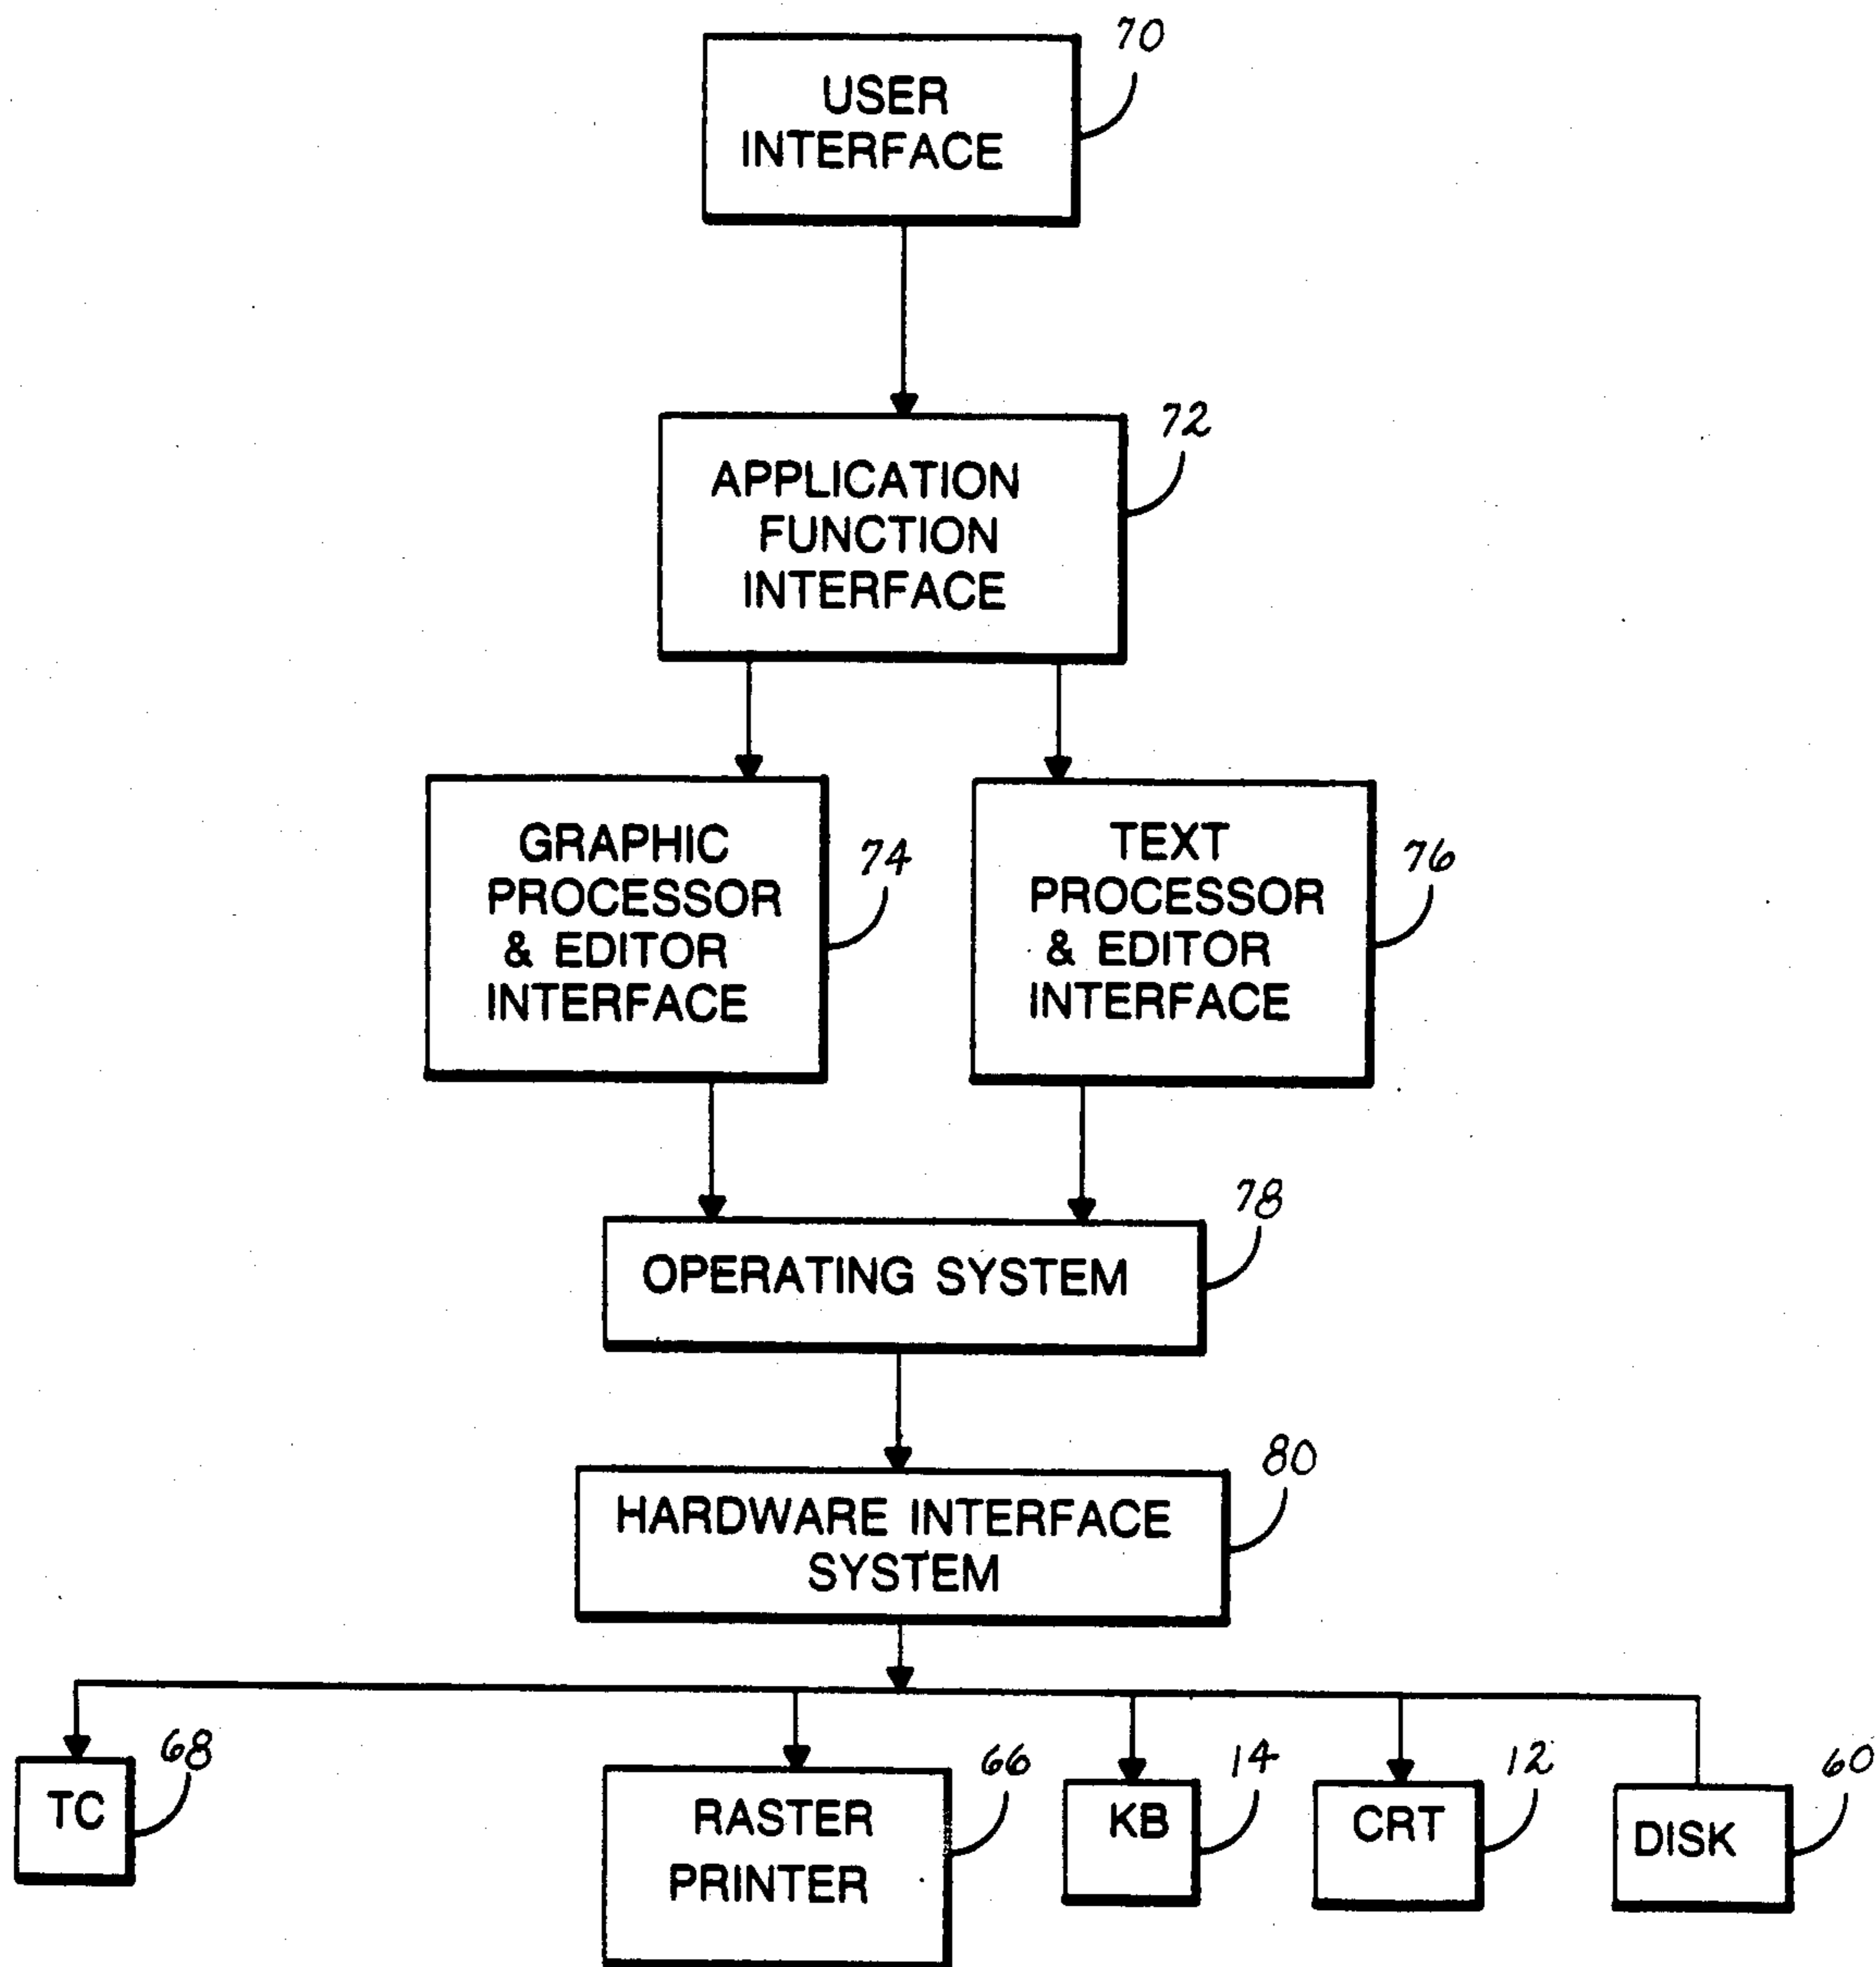 70
USER
INTERFACE
72
APPLICATION
FUNCTION
INTERFACE
74
GRAPHIC
PROCESSOR
& EDITOR
INTERFACE
76
TEXT
PROCESSOR
& EDITOR
INTERFACE
78
OPERATING SYSTEM
80
HARDWARE INTERFACE
SYSTEM
68
TC
66
RASTER
PRINTER
14
KB
12
CRT
60
DISK